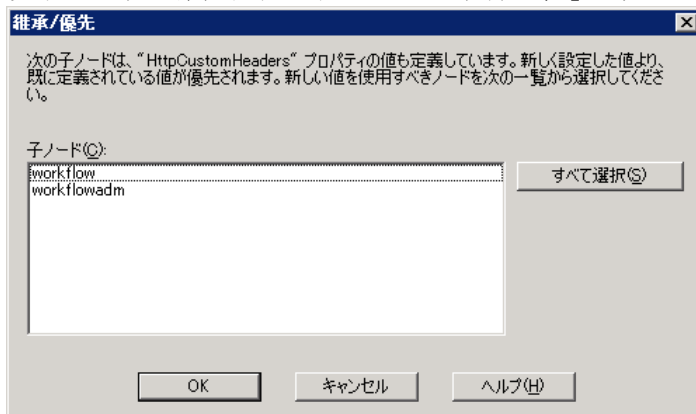 継承/優先
次の子ノードは、“HttpCustomHeaders” プロパティの値も定義しています。新しく設定した値より、
既に定義されている値が優先されます。新しい値を使用すべきノードを次の一覧から選択してくださ
い。
子ノード(C):
workflow
すべて選択(S)
workflowadm
OK
キャンセル
ヘルプ(H)